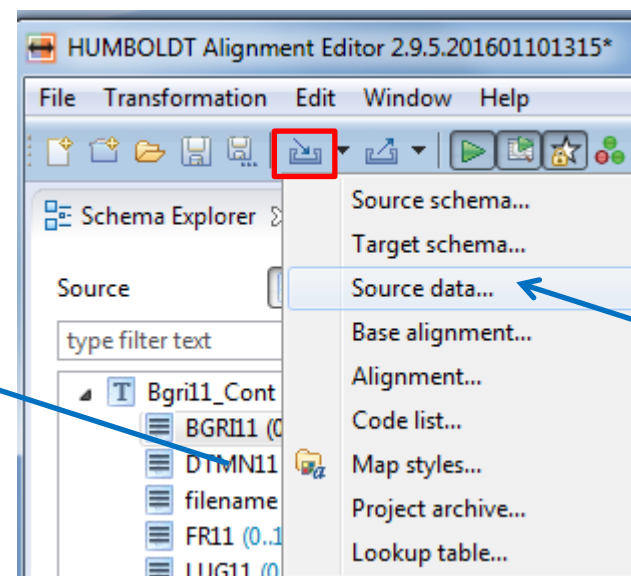 HUMBOLDT Alignment Editor 2.9.5.201601101315*
File Transformation Edit Window Help
Schema Explorer
Source
type filter text
Bgri11_Cont
BGRI11 (0
DTMN11
filename
FR11 (0..1
LUG11 (0
Source schema...
Target schema...
Source data...
Base alignment...
Alignment...
Code list...
Map styles...
Project archive...
Lookup table...